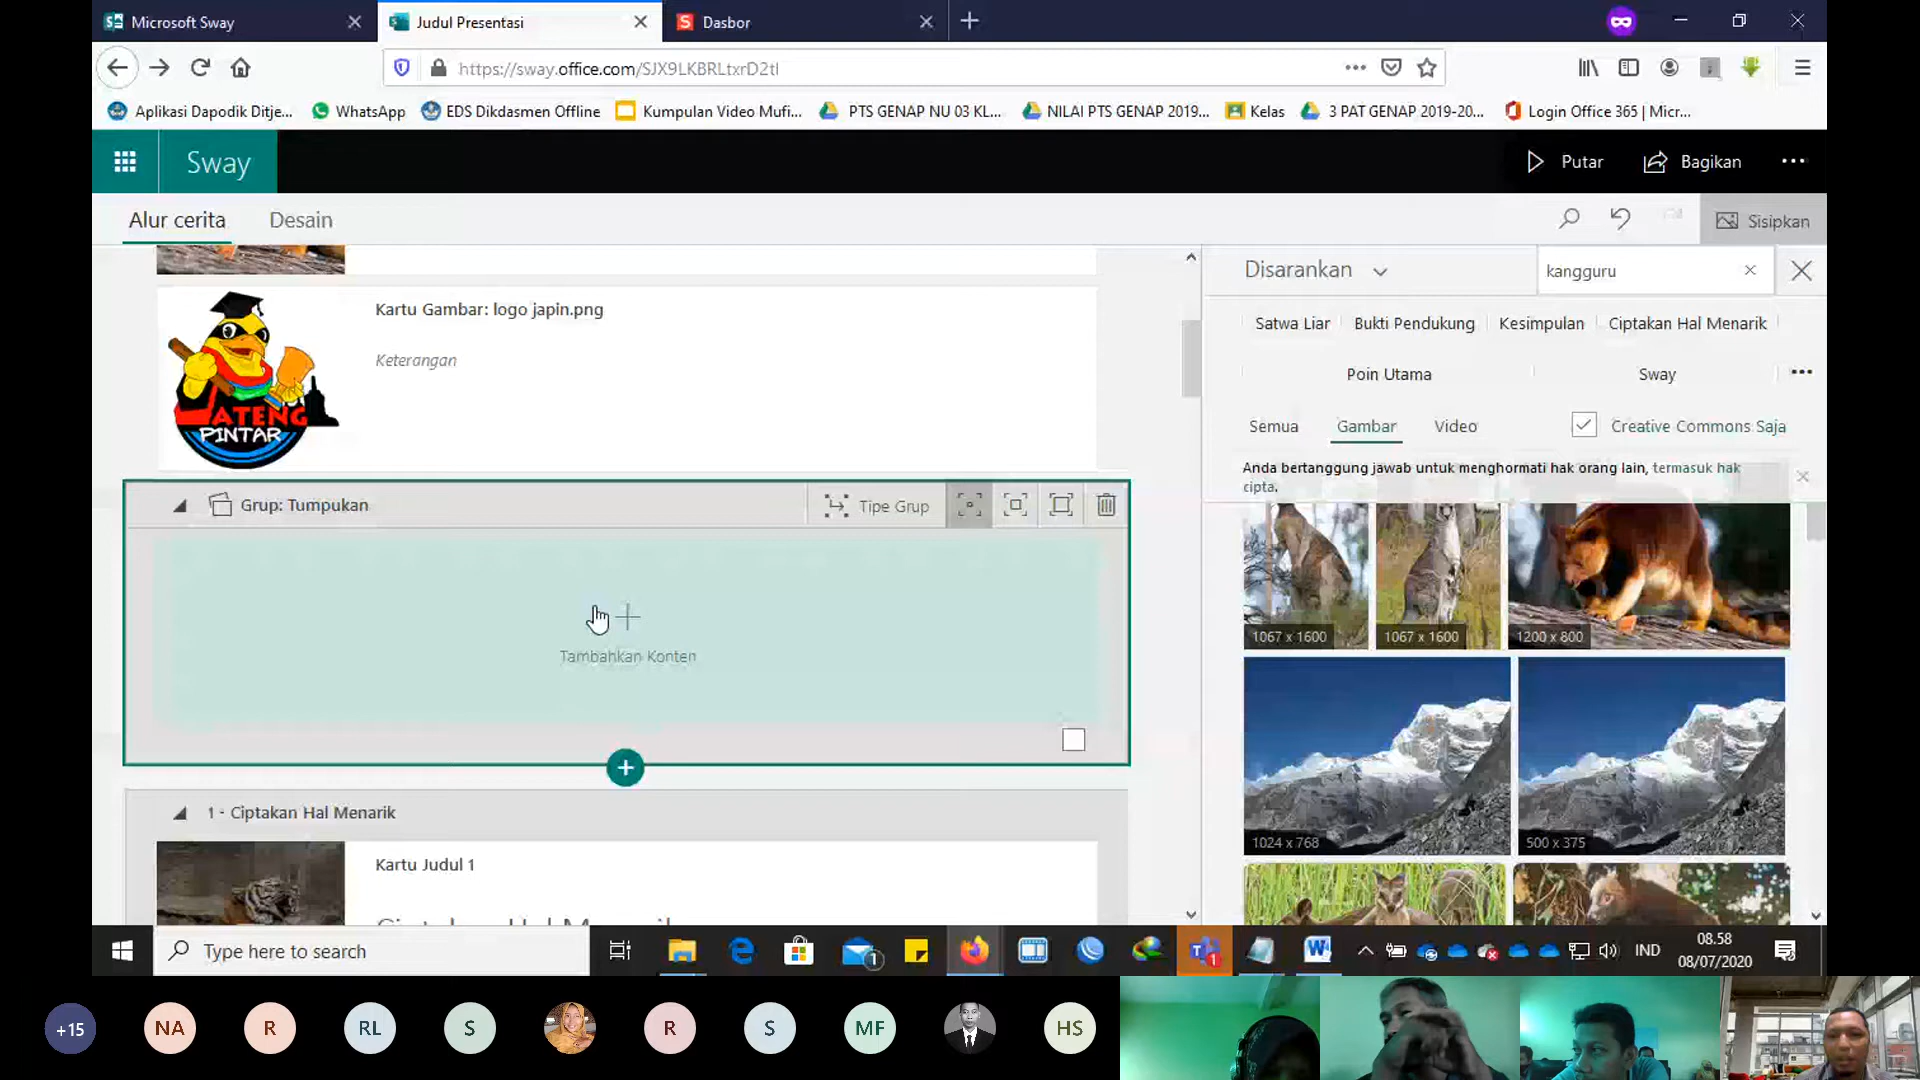 Microsoft Sway
Judul Presentasi
Dasbor
https://sway.office.com/SJX9LKBRLtxrD2tl
Aplikasi Dapodik Ditje...
WhatsApp
EDS Dikdasmen Offline
Kumpulan Video Mufi...
PTS GENAP NU 03 KL...
NILAI PTS GENAP 2019...
Kelas
3 PAT GENAP 2019-20...
Login Office 365 | Micr...
Sway
Putar
Bagikan
Alur cerita
Desain
Sisipkan
Disarankan
kangguru
Satwa Liar
Bukti Pendukung
Kesimpulan
Ciptakan Hal Menarik
Poin Utama
Sway
Semua
Gambar
Video
Creative Commons Saja
Anda bertanggung jawab untuk menghormati hak orang lain, termasuk hak
cipta.
Kartu Gambar: logo japin.png
Keterangan
JATENG
PINTAR
Grup: Tumpukan
Tipe Grup
Tambahkan Konten
1067 x 1600
1067 x 1600
1200 x 800
1024 x 768
500 x 375
1 - Ciptakan Hal Menarik
Kartu Judul 1
Type here to search
1
1
IND
08.58
08/07/2020
+15
NA
R
RL
S
R
S
MF
HS